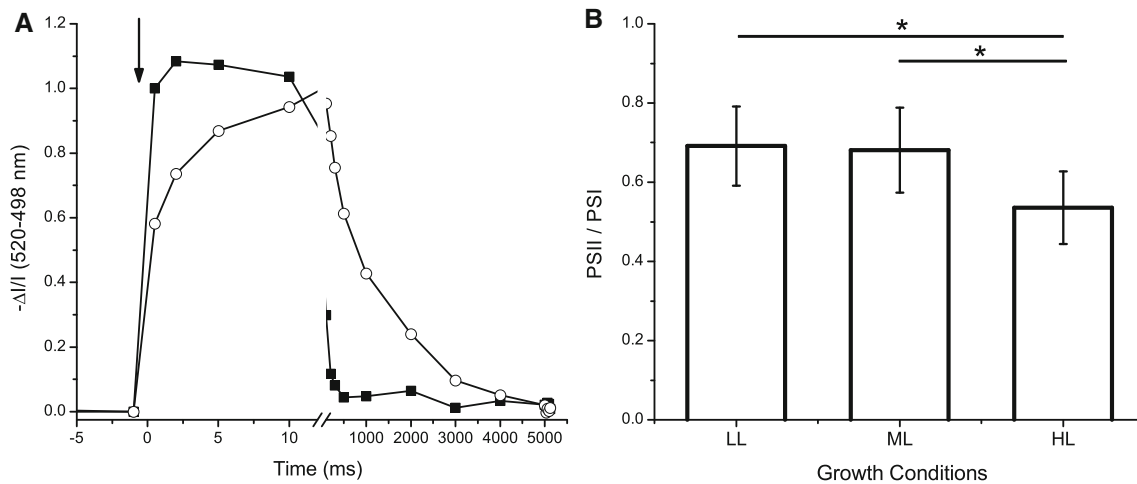 A
1.2
1.0
0.8
0.6
0.4
0.2
0.0
-ΔI/I (520-498 nm)
-5 0 5 10 1000 2000 3000 4000 5000
Time (ms)
B
1.0
0.8
0.6
0.4
0.2
0.0
PSII / PSI
*
*
LL ML HL
Growth Conditions